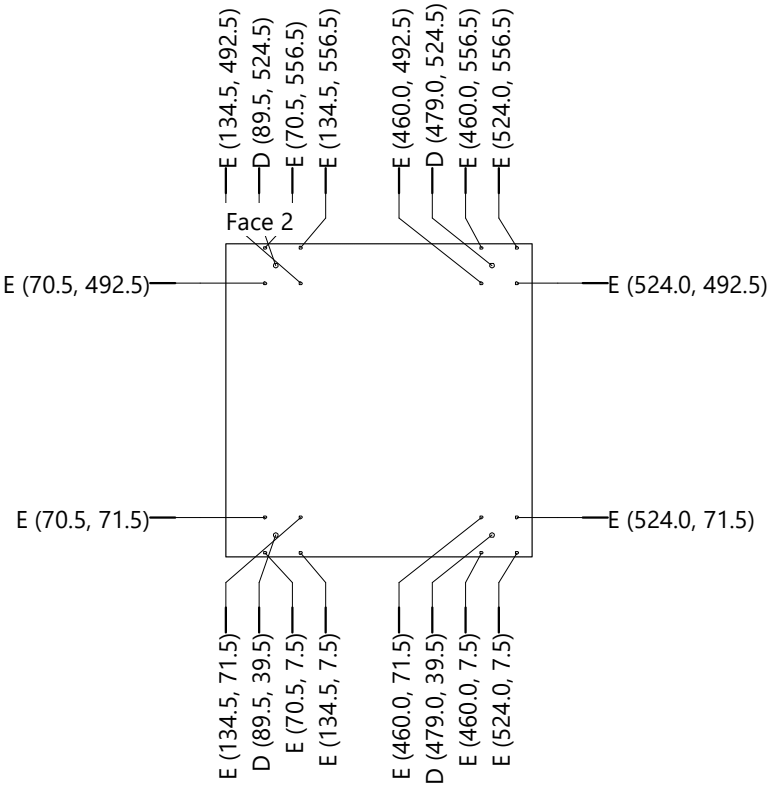 E (134.5, 492.5)
D (89.5, 524.5)
E (70.5, 556.5)
E (134.5, 556.5)
E (460.0, 492.5)
D (479.0, 524.5)
E (460.0, 556.5)
E (524.0, 556.5)
Face 2
E (70.5, 492.5)
E (524.0, 492.5)
E (70.5, 71.5)
E (524.0, 71.5)
E (134.5, 71.5)
D (89.5, 39.5)
E (70.5, 7.5)
E (134.5, 7.5)
E (460.0, 71.5)
D (479.0, 39.5)
E (460.0, 7.5)
E (524.0, 7.5)